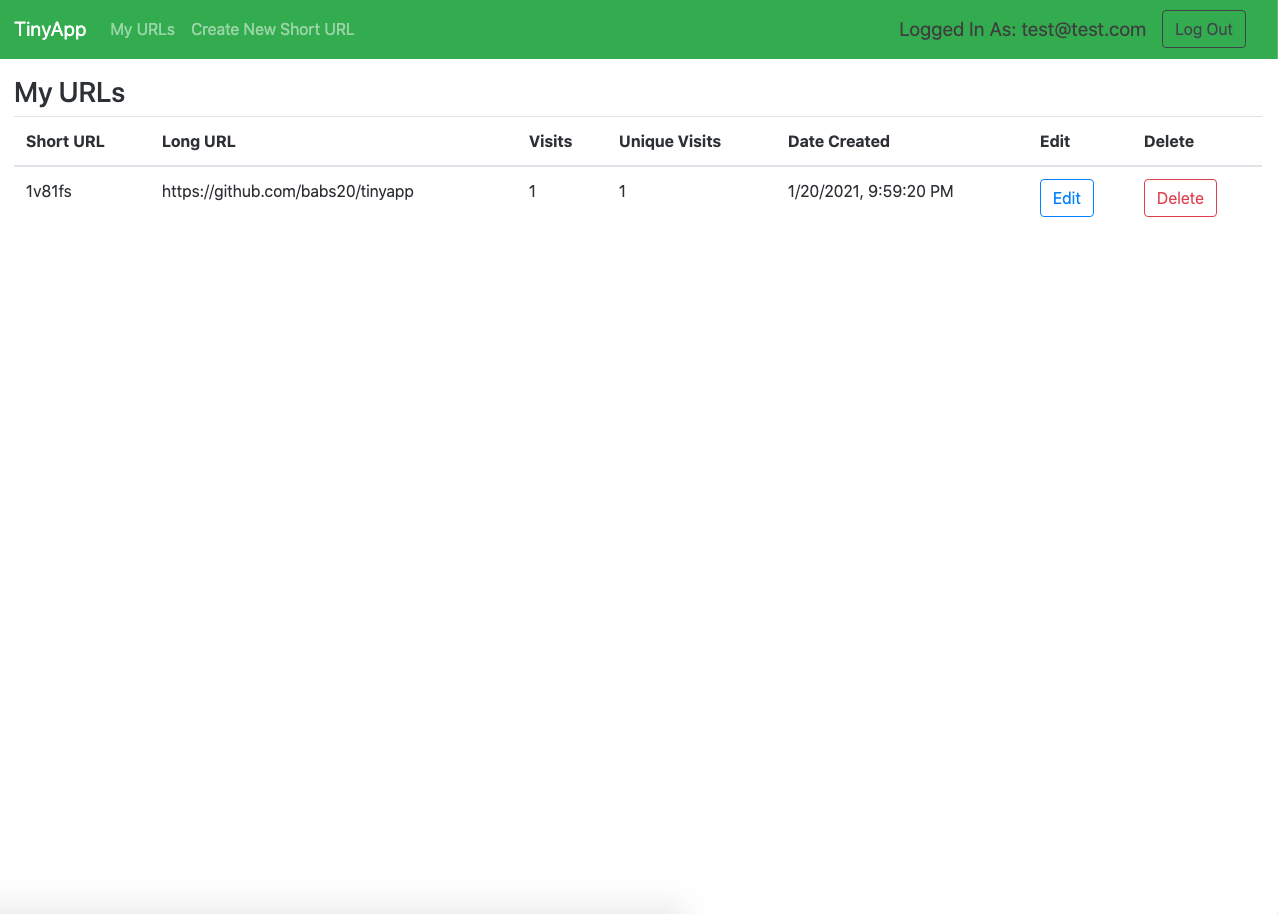 TinyApp My URLs Create New Short URL Logged In As: test@test.com Log Out
My URLs
Short URL Long URL Visits Unique Visits Date Created Edit Delete
1v81fs https://github.com/babs20/tinyapp 1 1 1/20/2021, 9:59:20 PM Edit Delete